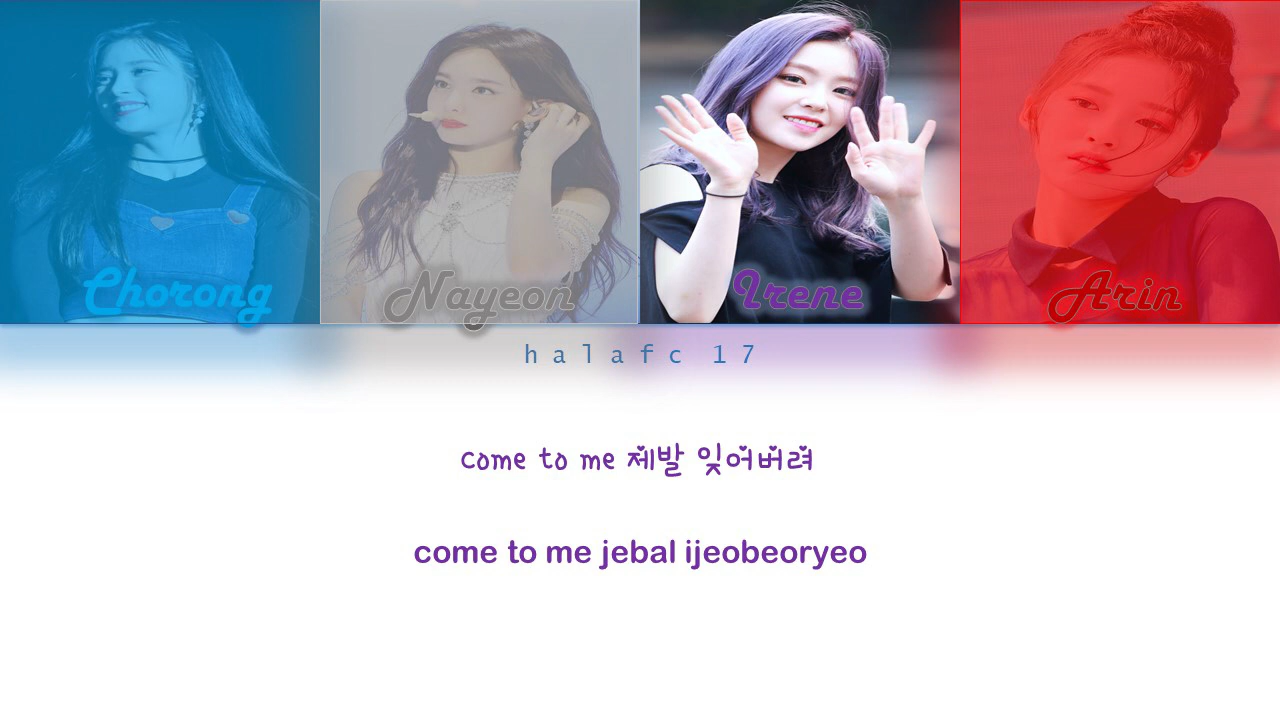 Chorong
Nayeon
Irene
Arin
halafc 17
come to me 제발 잊어버려
come to me jebal ijeobeoryeo